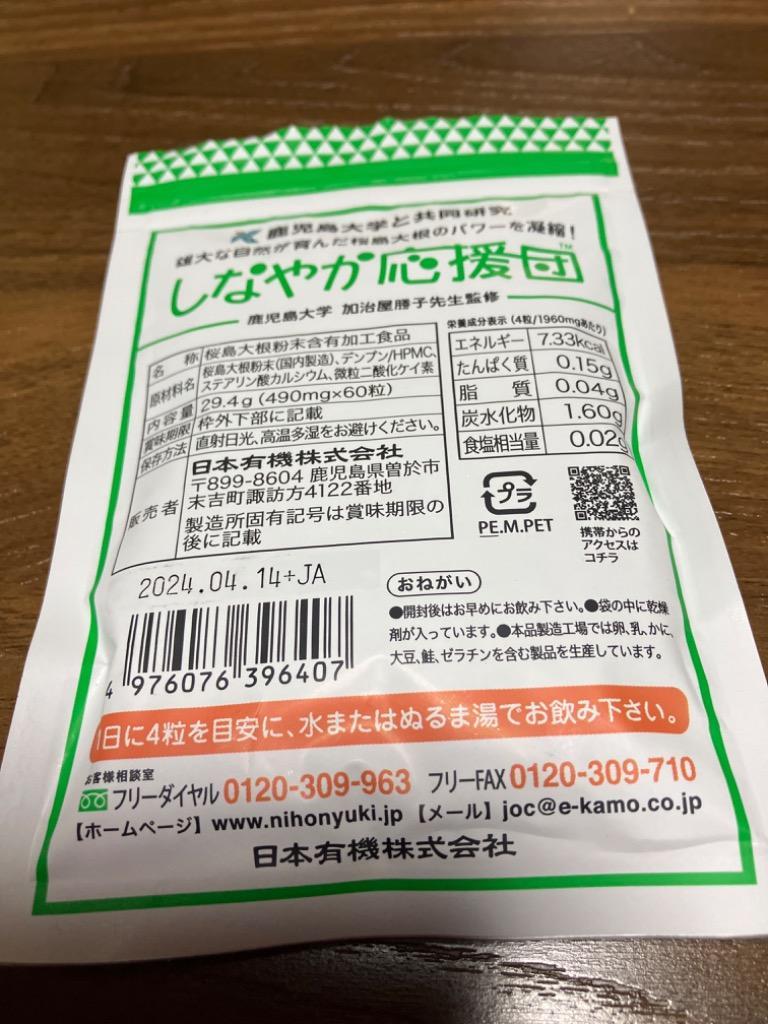 鹿児島大学と共同研究
雄大な自然が育んだ桜島大根のパワーを凝縮!
しなやか応援団™
鹿児島大学 加治屋勝子先生監修
名 称 桜島大根粉末含有加工食品
原材料名 桜島大根粉末(国内製造)、デンプン/HPMC、
ステアリン酸カルシウム、微粒二酸化ケイ素
内容量 29.4g(490mg×60粒)
賞味期限 枠外下部に記載
保存方法 直射日光、高温多湿をお避けください。
販売者 日本有機株式会社
〒899-8604 鹿児島県曽於市
末吉町諏訪方4122番地
製造所固有記号は賞味期限の
後に記載
栄養成分表示(4粒/1960mgあたり)
エネルギー 7.33kcal
たんぱく質 0.15g
脂 質 0.04g
炭水化物 1.60g
食塩相当量 0.02g
プラ
PE.M.PET
携帯からの
アクセスは
コチラ
2024.04.14+JA
4 976076 396407
おねがい
●開封後はお早めにお飲み下さい。●袋の中に乾燥
剤が入っています。●本品製造工場では卵、乳、かに、
大豆、鮭、ゼラチンを含む製品を生産しています。
1日に4粒を目安に、水またはぬるま湯でお飲み下さい。
お客様相談室
フリーダイヤル 0120-309-963 フリーFAX 0120-309-710
【ホームページ】www.nihonyuki.jp【メール】joc@e-kamo.co.jp
日本有機株式会社